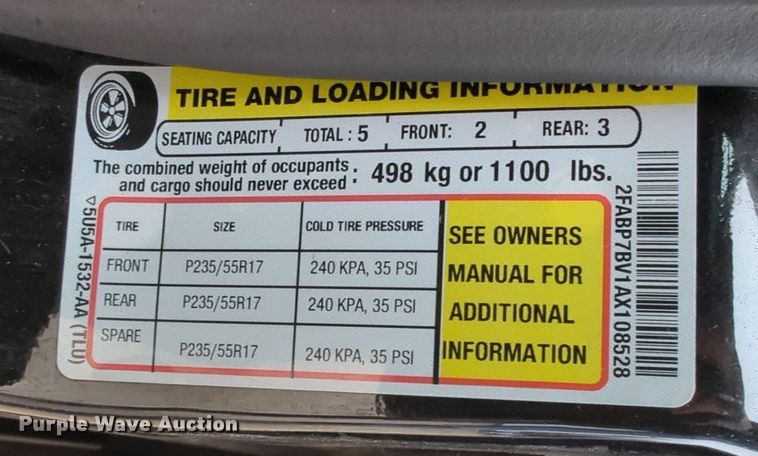 TIRE AND LOADING INFORMATION
SEATING CAPACITY TOTAL : 5 FRONT: 2 REAR: 3
The combined weight of occupants
and cargo should never exceed : 498 kg or 1100 lbs.
TIRE SIZE COLD TIRE PRESSURE
FRONT P235/55R17 240 KPA, 35 PSI
REAR P235/55R17 240 KPA, 35 PSI
SPARE P235/55R17 240 KPA, 35 PSI
SEE OWNERS
MANUAL FOR
ADDITIONAL
INFORMATION
5U5A-1532-AA (TLU)
2FABP7BV1AX108528
Purple Wave Auction